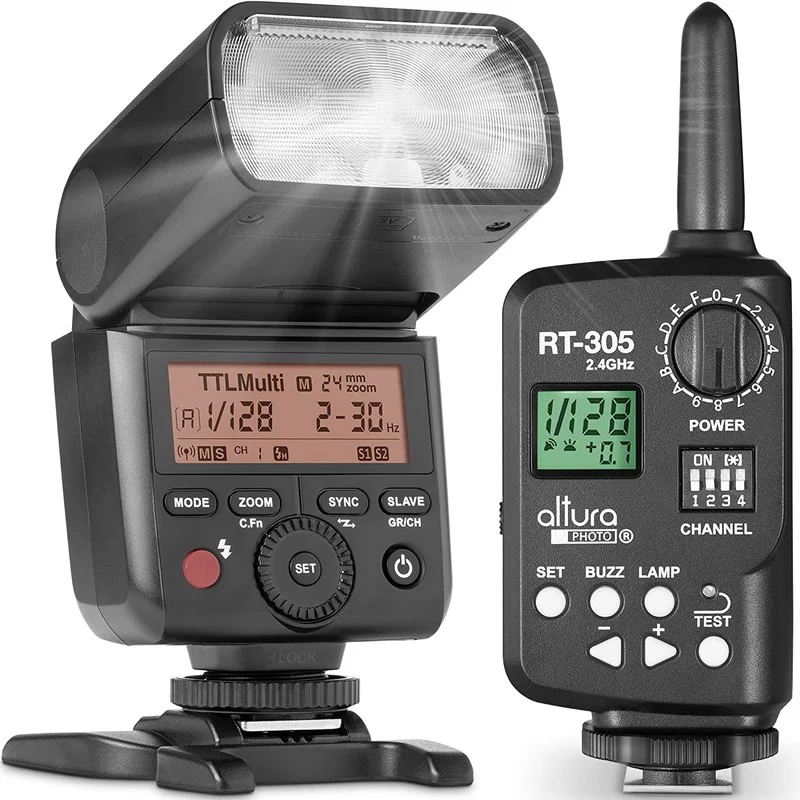 TTLMulti M 24 mm zoom
[A] 1/128 2-30 Hz
M S CH 1 H S1 S2
MODE
ZOOM
SYNC
SLAVE
C.Fn
GR/CH
SET
<LOCK
RT-305
2.4GHz
0 1 2 3 4 5 6 7 8 9 A B C D E F
POWER
1/128
+0.7
ON [*]
1 2 3 4
CHANNEL
altura
PHOTO ®
SET
BUZZ
LAMP
TEST
-
+